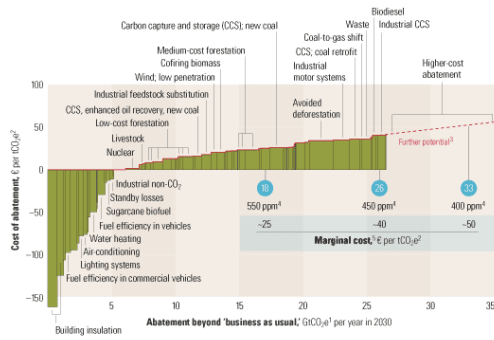 Biodiesel
Carbon capture and storage (CCS); new coal
Waste
Industrial CCS
Coal-to-gas shift
Medium-cost forestation
CCS; coal retrofit
Cofiring biomass
Industrial motor systems
Higher-cost abatement
Wind; low penetration
Industrial feedstock substitution
CCS, enhanced oil recovery, new coal
Avoided deforestation
Low-cost forestation
Livestock
Nuclear
Further potential³
Industrial non-CO₂
Standby losses
Sugarcane biofuel
Fuel efficiency in vehicles
Water heating
Air-conditioning
Lighting systems
Fuel efficiency in commercial vehicles
Building insulation
18
26
33
550 ppm⁴
450 ppm⁴
400 ppm⁴
~25
~40
~50
Marginal cost,⁵ € per tCO₂e²
Cost of abatement, € per tCO₂e²
100
50
0
−50
−100
−150
5
10
15
20
25
30
35
Abatement beyond ‘business as usual,’ GtCO₂e¹ per year in 2030